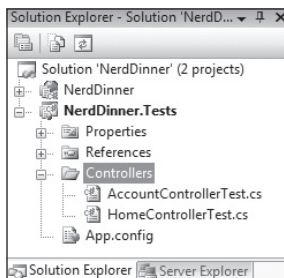 Solution Explorer - Solution 'NerdD...
Solution 'NerdDinner' (2 projects)
NerdDinner
NerdDinner.Tests
Properties
References
Controllers
AccountControllerTest.cs
HomeControllerTest.cs
App.config
Solution Explorer Server Explorer